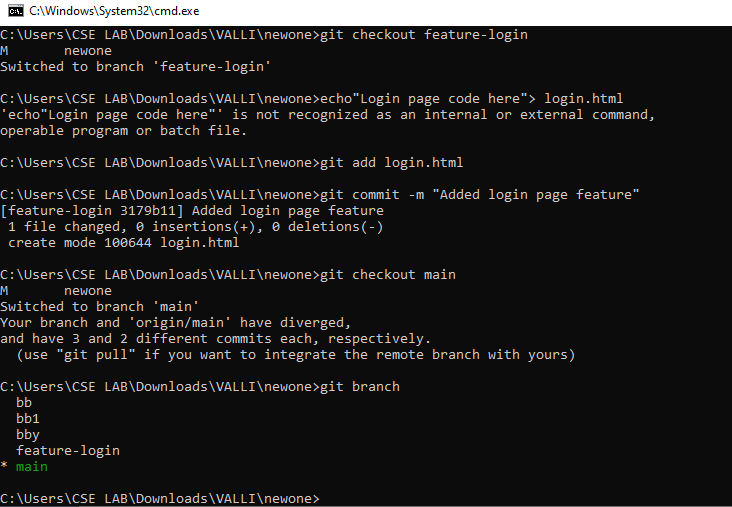 C:\Windows\System32\cmd.exe
C:\Users\CSE LAB\Downloads\VALLI\newone>git checkout feature-login
M       newone
Switched to branch 'feature-login'
C:\Users\CSE LAB\Downloads\VALLI\newone>echo"Login page code here"> login.html
'echo"Login page code here"' is not recognized as an internal or external command,
operable program or batch file.
C:\Users\CSE LAB\Downloads\VALLI\newone>git add login.html
C:\Users\CSE LAB\Downloads\VALLI\newone>git commit -m "Added login page feature"
[feature-login 3179b11] Added login page feature
 1 file changed, 0 insertions(+), 0 deletions(-)
 create mode 100644 login.html
C:\Users\CSE LAB\Downloads\VALLI\newone>git checkout main
M       newone
Switched to branch 'main'
Your branch and 'origin/main' have diverged,
and have 3 and 2 different commits each, respectively.
  (use "git pull" if you want to integrate the remote branch with yours)
C:\Users\CSE LAB\Downloads\VALLI\newone>git branch
  bb
  bb1
  bby
  feature-login
* main
C:\Users\CSE LAB\Downloads\VALLI\newone>